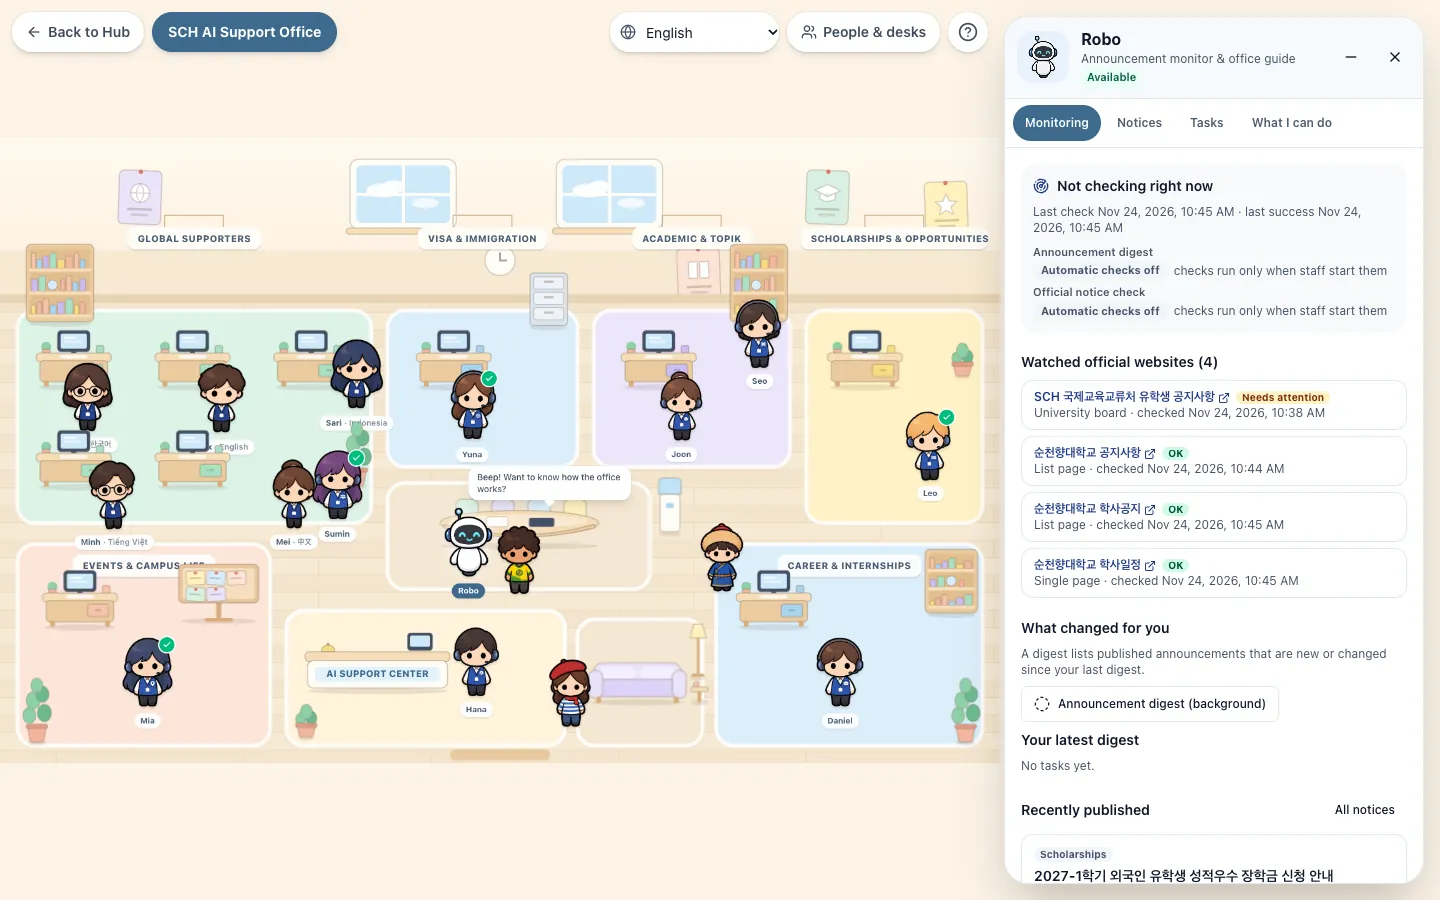 Back to Hub
SCH AI Support Office
English
People & desks
GLOBAL SUPPORTERS
VISA & IMMIGRATION
ACADEMIC & TOPIK
SCHOLARSHIPS & OPPORTUNITIES
Seo
Sari · Indonesia
한국어
English
Yuna
Joon
Leo
Beep! Want to know how the office
works?
Minh · Tiếng Việt
Mei · 中文
Sumin
Robo
EVENTS & CAMPUS LIFE
CAREER & INTERNSHIPS
AI SUPPORT CENTER
Mia
Hana
Daniel
Robo
Announcement monitor & office guide
Available
Monitoring
Notices
Tasks
What I can do
Not checking right now
Last check Nov 24, 2026, 10:45 AM · last success Nov 24,
2026, 10:45 AM
Announcement digest
Automatic checks off checks run only when staff start them
Official notice check
Automatic checks off checks run only when staff start them
Watched official websites (4)
SCH 국제교육교류처 유학생 공지사항 Needs attention
University board · checked Nov 24, 2026, 10:38 AM
순천향대학교 공지사항 OK
List page · checked Nov 24, 2026, 10:44 AM
순천향대학교 학사공지 OK
List page · checked Nov 24, 2026, 10:45 AM
순천향대학교 학사일정 OK
Single page · checked Nov 24, 2026, 10:45 AM
What changed for you
A digest lists published announcements that are new or changed
since your last digest.
Announcement digest (background)
Your latest digest
No tasks yet.
Recently published
All notices
Scholarships
2027-1학기 외국인 유학생 성적우수 장학금 신청 안내